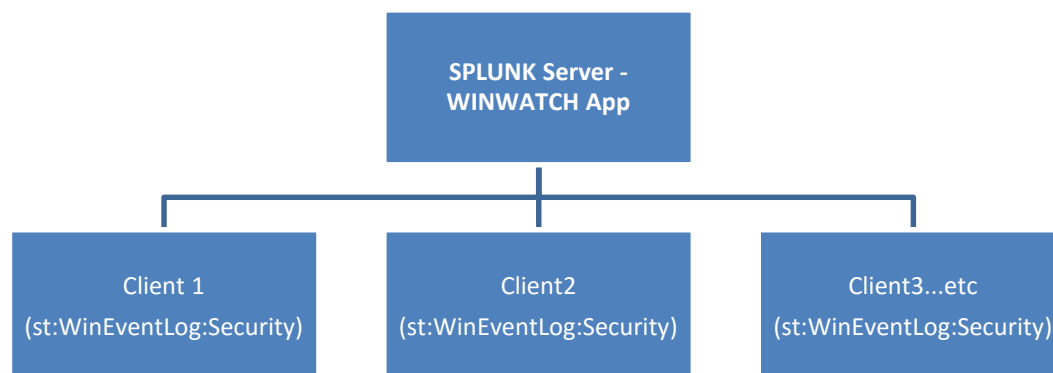 SPLUNK Server -
WINWATCH App
Client 1
(st:WinEventLog:Security)
Client2
(st:WinEventLog:Security)
Client3...etc
(st:WinEventLog:Security)